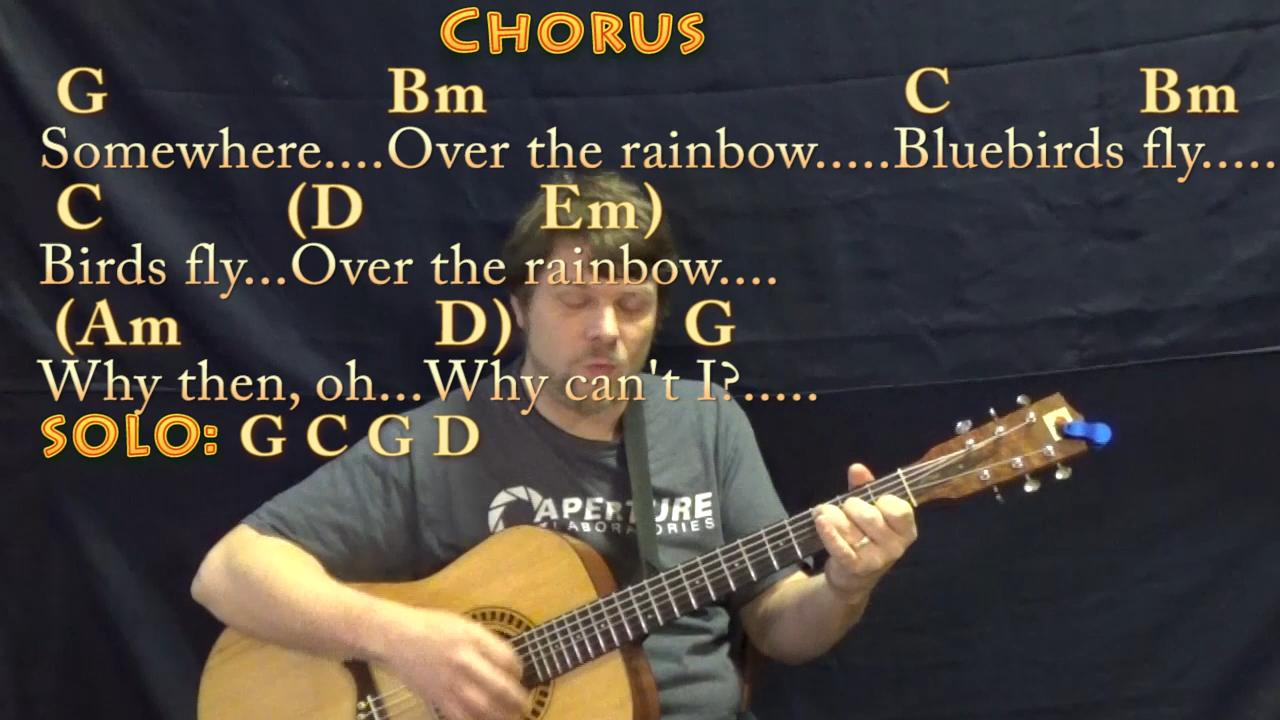 CHORUS
G Bm C Bm
Somewhere....Over the rainbow.....Bluebirds fly.....
C (D Em)
Birds fly...Over the rainbow....
(Am D) G
Why then, oh...Why can't I?.....
SOLO: G C G D
APERTURE
LABORATORIES